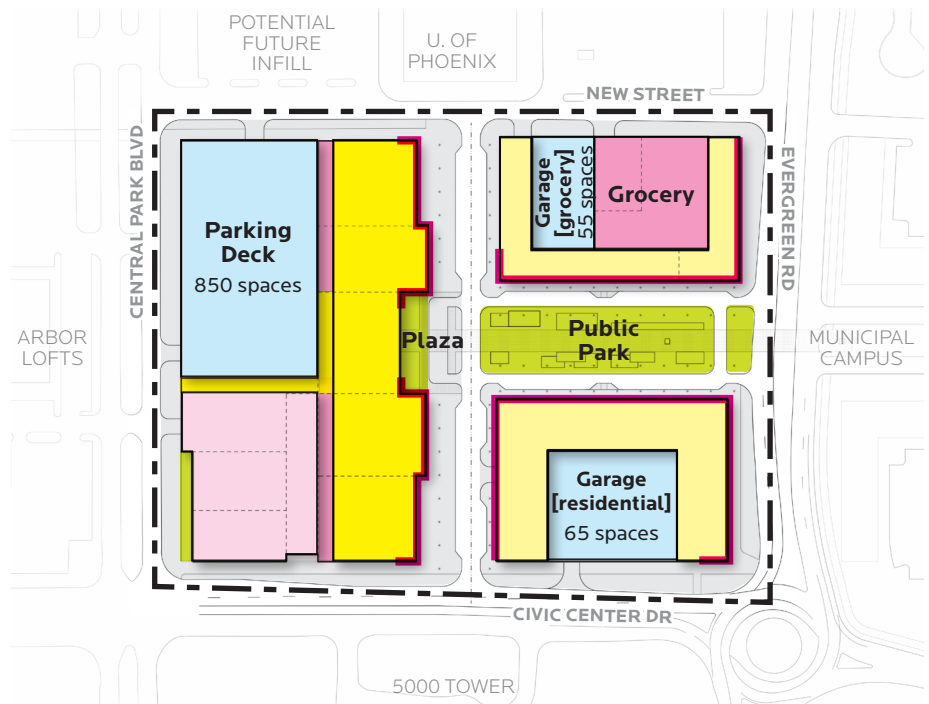 POTENTIAL
FUTURE
INFILL
U. OF
PHOENIX
NEW STREET
CENTRAL PARK BLVD
EVERGREEN RD
Parking
Deck
850 spaces
Garage
[grocery]
55 spaces
Grocery
ARBOR
LOFTS
Plaza
Public
Park
MUNICIPAL
CAMPUS
Garage
[residential]
65 spaces
CIVIC CENTER DR
5000 TOWER